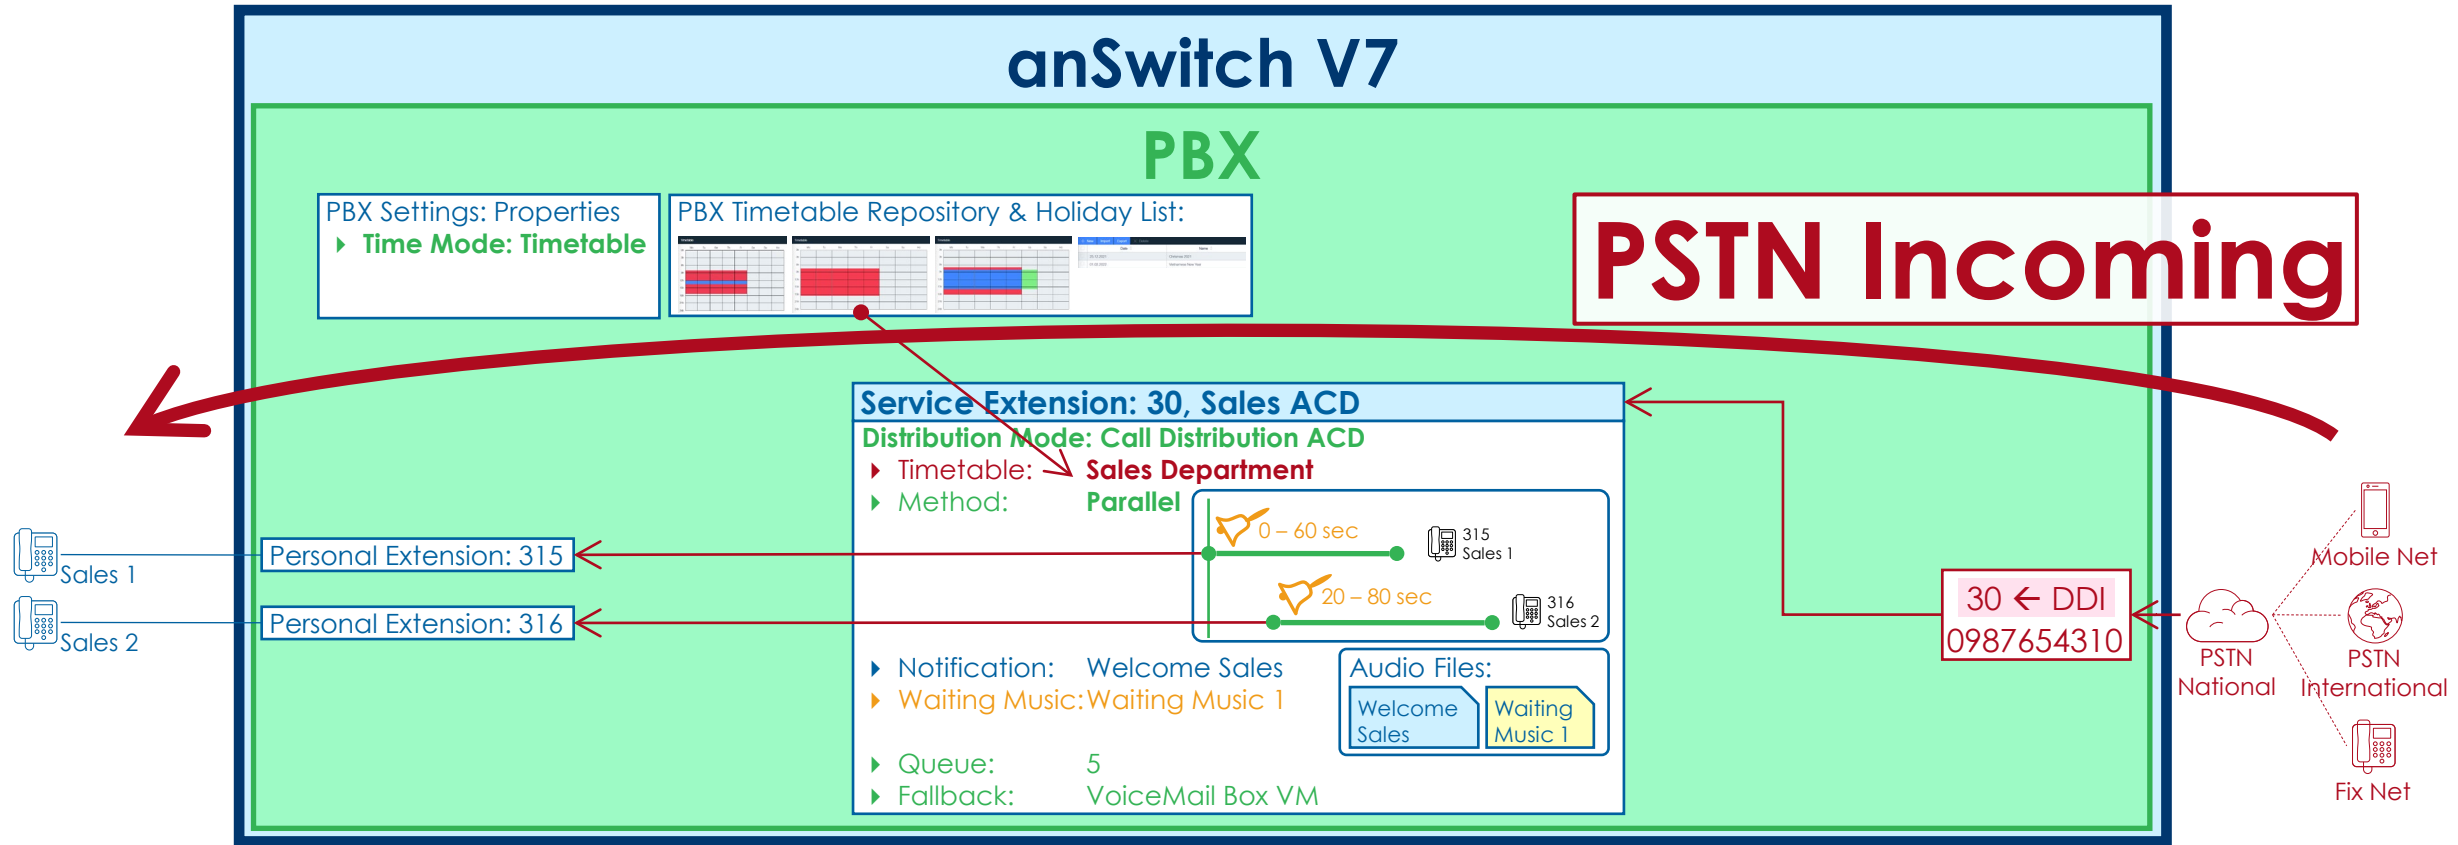 anSwitch V7
PBX
PBX Settings: Properties
Time Mode: Timetable
PBX Timetable Repository & Holiday List:
PSTN Incoming
Service Extension: 30, Sales ACD
Distribution Mode: Call Distribution ACD
Timetable: Sales Department
Method: Parallel
0 – 60 sec
315
Sales 1
20 – 80 sec
316
Sales 2
Sales 1
Personal Extension: 315
Sales 2
Personal Extension: 316
Notification: Welcome Sales
Waiting Music: Waiting Music 1
Audio Files:
Welcome
Sales
Waiting
Music 1
Queue: 5
Fallback: VoiceMail Box VM
30 ← DDI
0987654310
PSTN
National
Mobile Net
PSTN
International
Fix Net